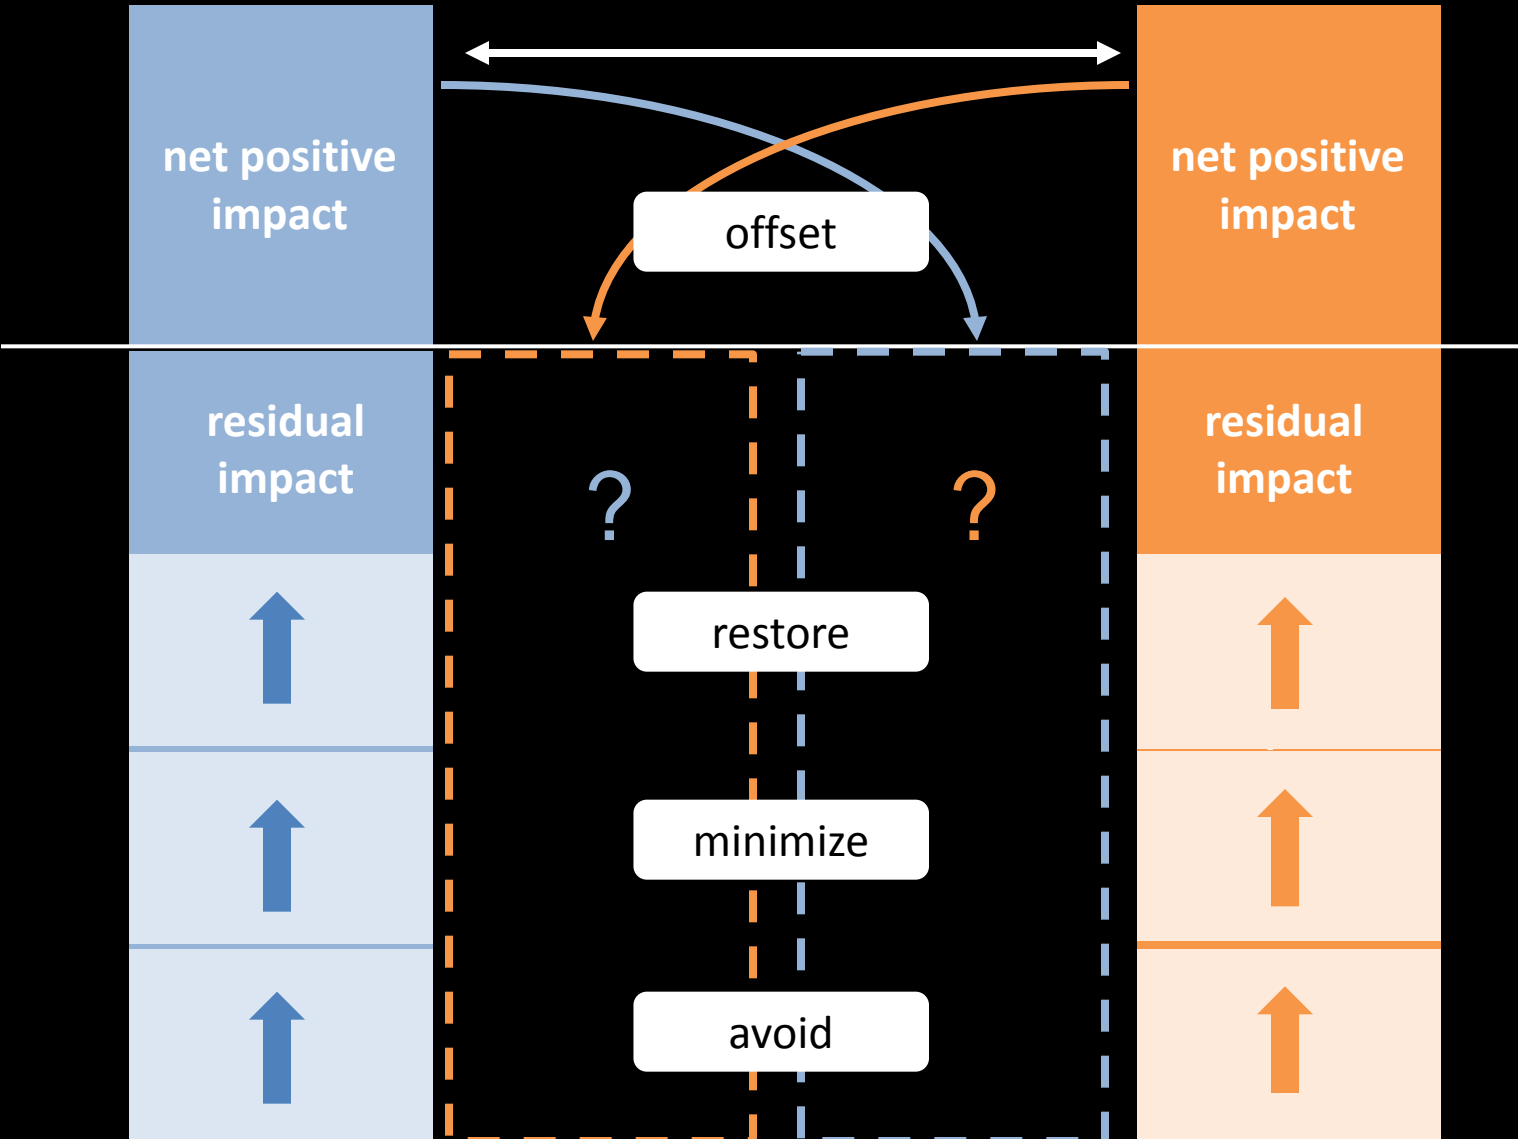 net positive
impact
net positive
impact
offset
residual
impact
residual
impact
?
?
restore
minimize
avoid